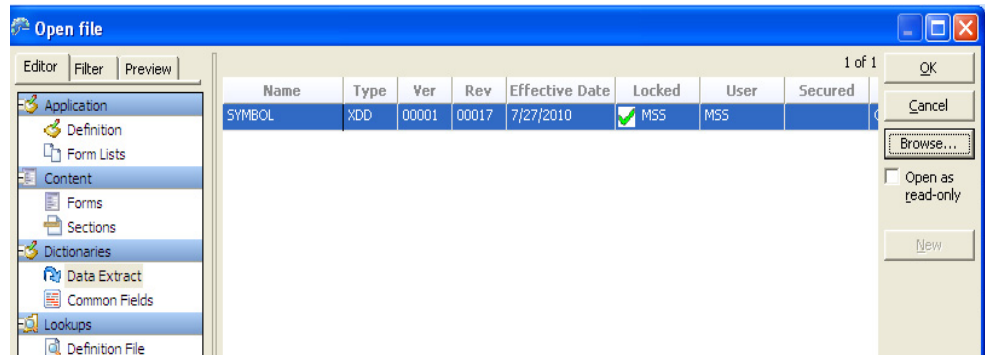 Open file
Editor Filter Preview
1 of 1
OK
Cancel
Browse...
Open as
read-only
New
Name Type Ver Rev Effective Date Locked User Secured
SYMBOL XDD 00001 00017 7/27/2010 MSS MSS
Application
Definition
Form Lists
Content
Forms
Sections
Dictionaries
Data Extract
Common Fields
Lookups
Definition File